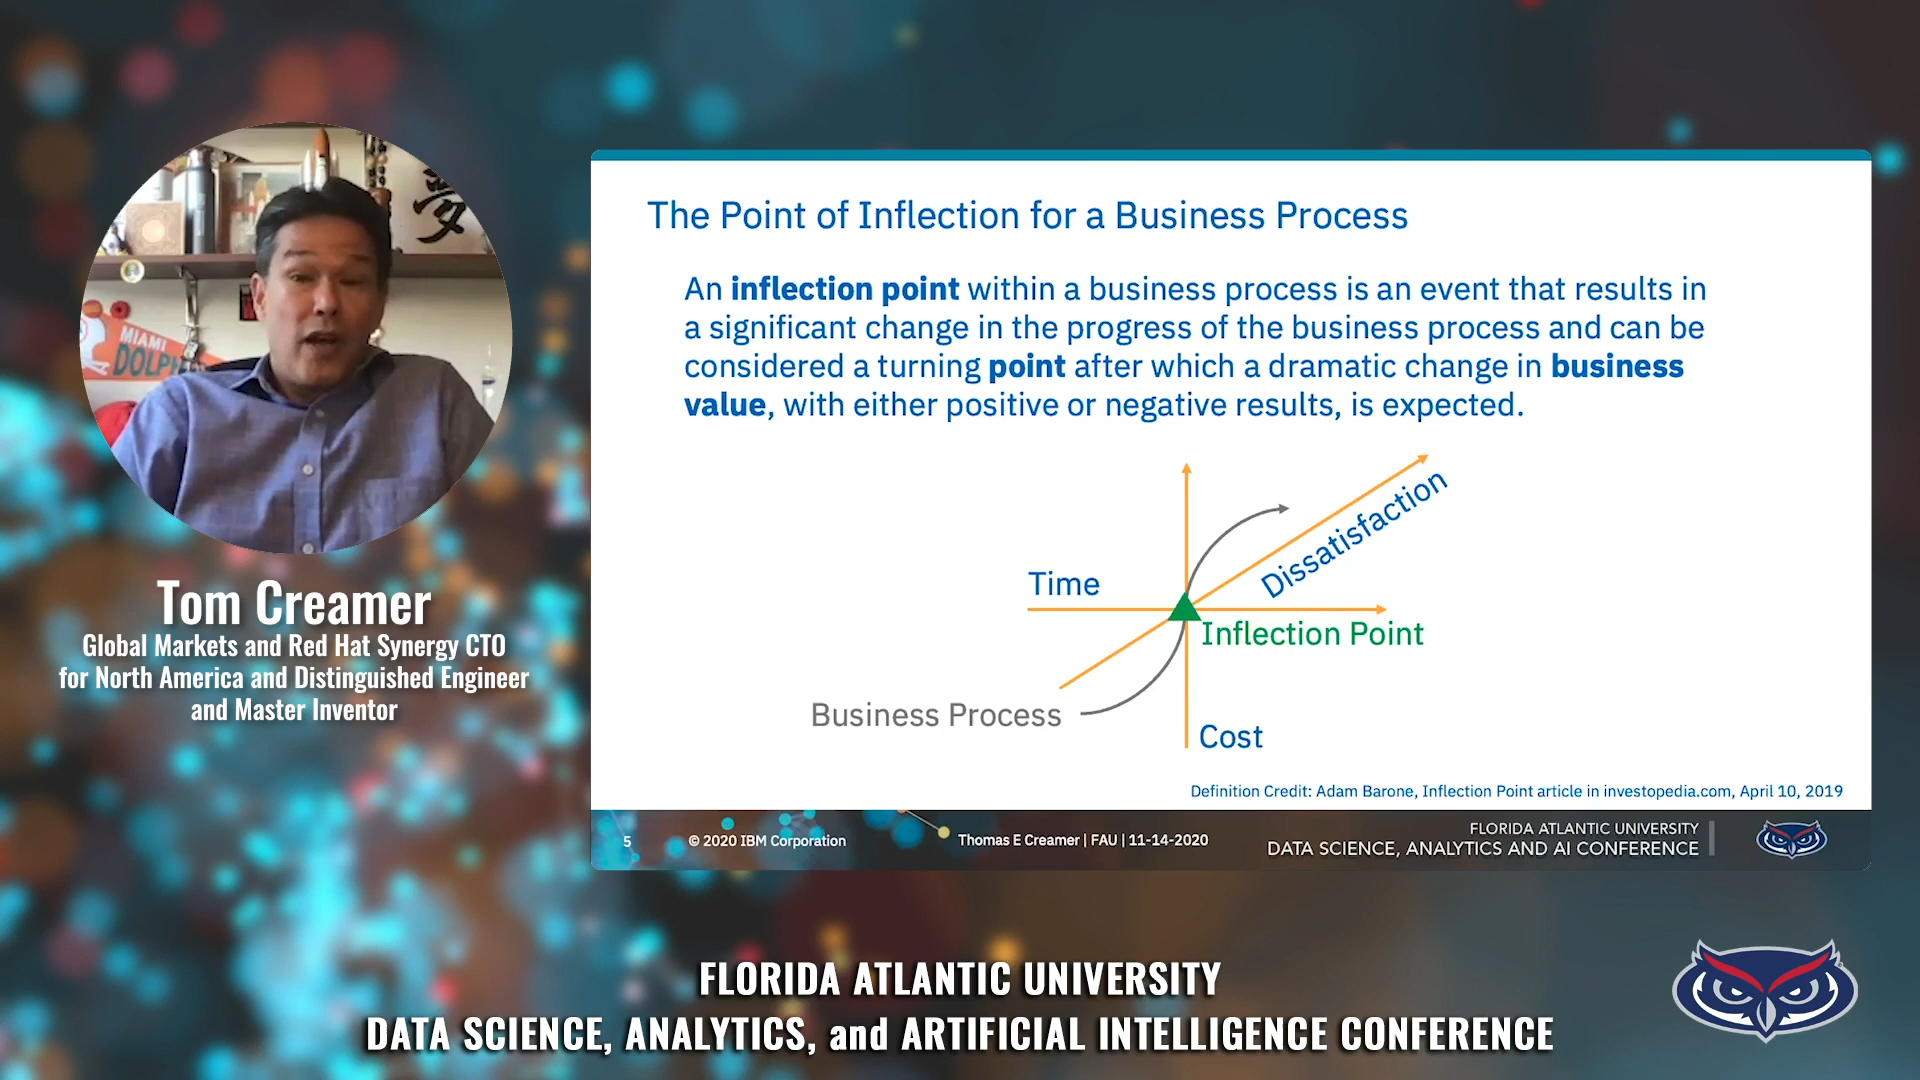 MIAMI
DOLPH
夢
Tom Creamer
Global Markets and Red Hat Synergy CTO
for North America and Distinguished Engineer
and Master Inventor
The Point of Inflection for a Business Process
An inflection point within a business process is an event that results in
a significant change in the progress of the business process and can be
considered a turning point after which a dramatic change in business
value, with either positive or negative results, is expected.
Time
Dissatisfaction
Inflection Point
Business Process
Cost
Definition Credit: Adam Barone, Inflection Point article in investopedia.com, April 10, 2019
5
© 2020 IBM Corporation
Thomas E Creamer | FAU | 11-14-2020
FLORIDA ATLANTIC UNIVERSITY
DATA SCIENCE, ANALYTICS AND AI CONFERENCE
FLORIDA ATLANTIC UNIVERSITY
DATA SCIENCE, ANALYTICS, and ARTIFICIAL INTELLIGENCE CONFERENCE